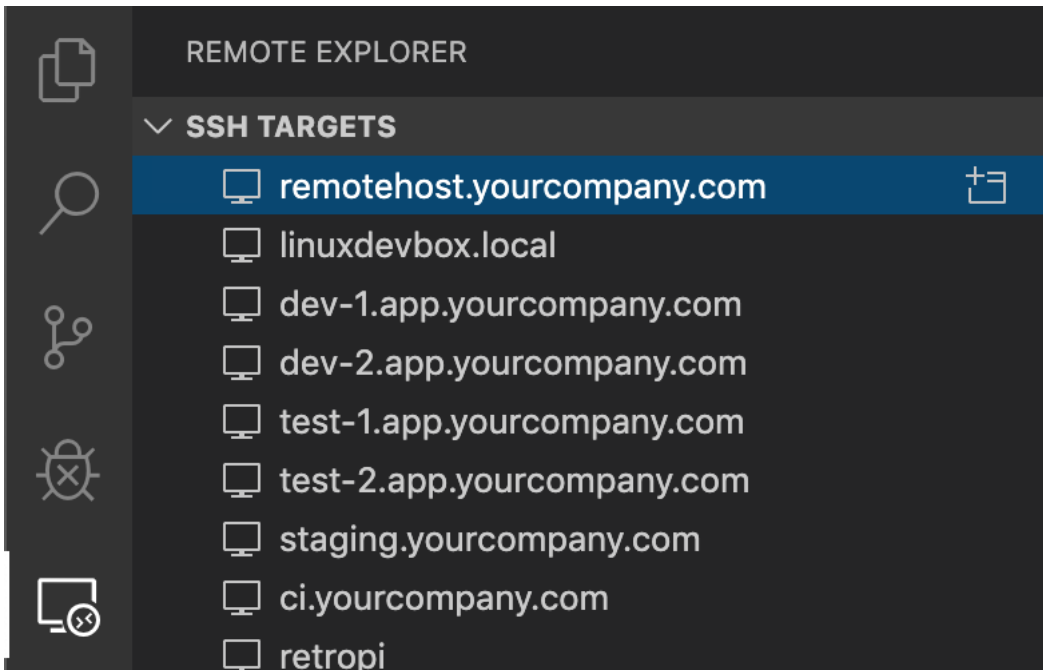 REMOTE EXPLORER
SSH TARGETS
remotehost.yourcompany.com
linuxdevbox.local
dev-1.app.yourcompany.com
dev-2.app.yourcompany.com
test-1.app.yourcompany.com
test-2.app.yourcompany.com
staging.yourcompany.com
ci.yourcompany.com
retropi